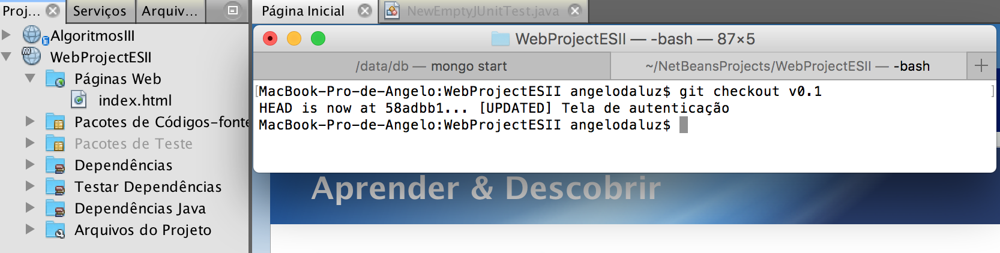 Proj... Serviços Arquiv...
AlgoritmosIII
WebProjectESII
Páginas Web
index.html
Pacotes de Códigos-fonte
Pacotes de Teste
Dependências
Testar Dependências
Dependências Java
Arquivos do Projeto
Página Inicial NewEmptyJUnitTest.java
WebProjectESII — -bash — 87×5
/data/db — mongo start ~/NetBeansProjects/WebProjectESII — -bash
[MacBook-Pro-de-Angelo:WebProjectESII angelodaluz$ git checkout v0.1 ]
HEAD is now at 58adbb1... [UPDATED] Tela de autenticação
MacBook-Pro-de-Angelo:WebProjectESII angelodaluz$
Aprender & Descobrir